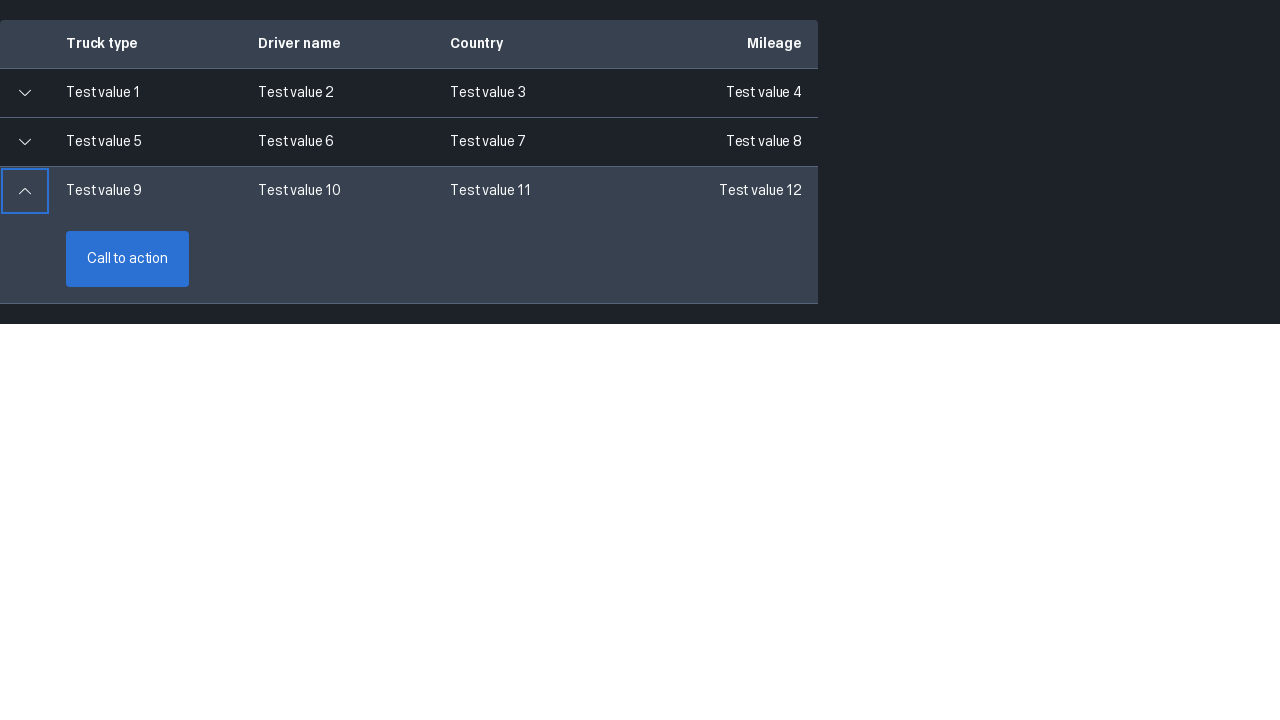 Truck type Driver name Country Mileage
Test value 1 Test value 2 Test value 3 Test value 4
Test value 5 Test value 6 Test value 7 Test value 8
Test value 9 Test value 10 Test value 11 Test value 12
Call to action